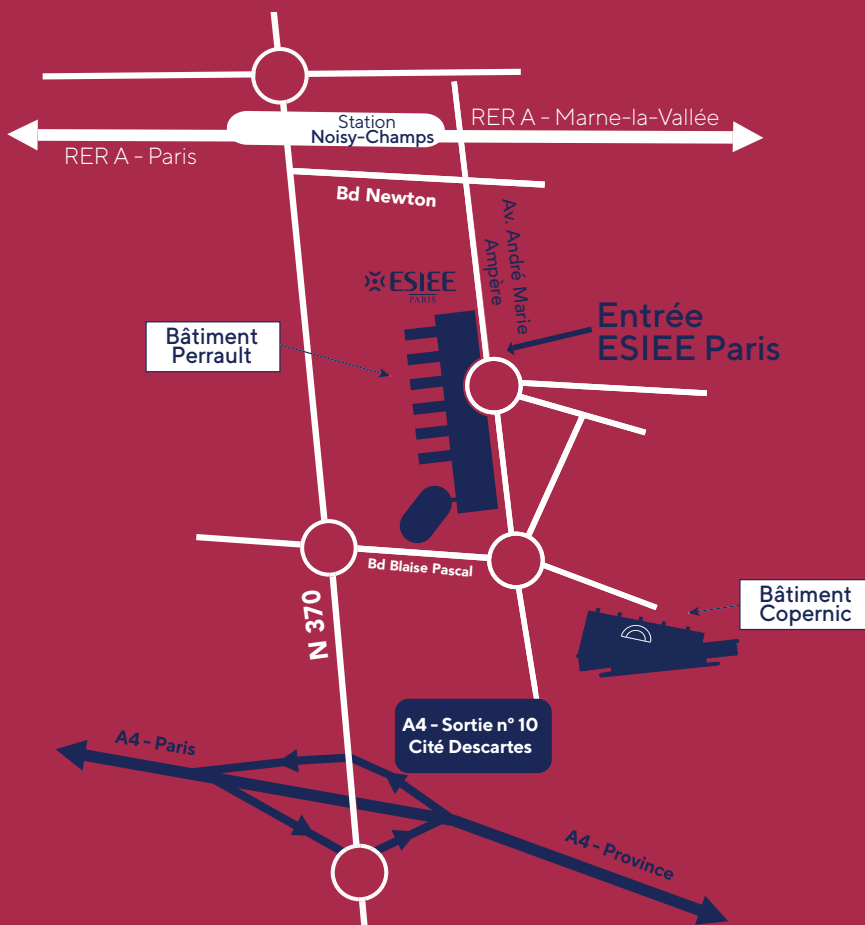 Station
Noisy-Champs
RER A - Marne-la-Vallée
RER A - Paris
Bd Newton
Av. André Marie
Ampère
ESIEE
PARIS
Entrée
ESIEE Paris
Bâtiment
Perrault
Bd Blaise Pascal
Bâtiment
Copernic
N 370
A4 - Sortie n° 10
Cité Descartes
A4 - Paris
A4 - Province